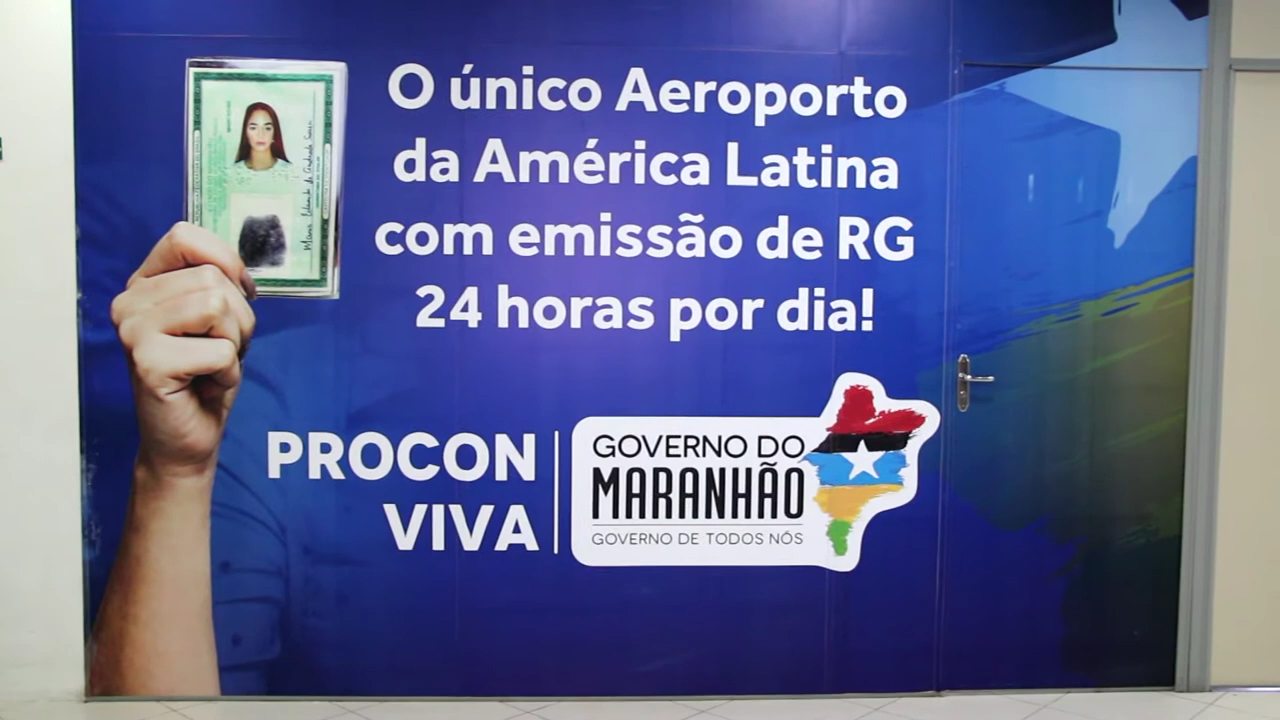 O único Aeroporto
da América Latina
com emissão de RG
24 horas por dia!
PROCON
VIVA
GOVERNO DO
MARANHÃO
GOVERNO DE TODOS NÓS